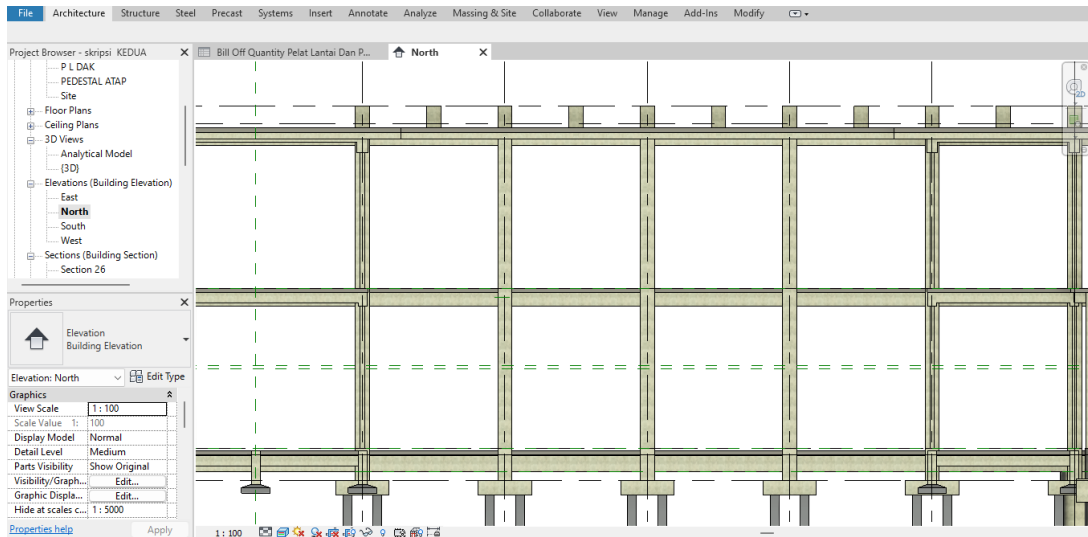 File Architecture Structure Steel Precast Systems Insert Annotate Analyze Massing & Site Collaborate View Manage Add-Ins Modify
Project Browser - skripsi KEDUA X
Bill Off Quantity Pelat Lantai Dan P... North X
P L DAK
PEDESTAL ATAP
Site
Floor Plans
Ceiling Plans
3D Views
Analytical Model
{3D}
Elevations (Building Elevation)
East
North
South
West
Sections (Building Section)
Section 26
Properties X
Elevation
Building Elevation
Elevation: North Edit Type
Graphics
View Scale 1 : 100
Scale Value 1: 100
Display Model Normal
Detail Level Medium
Parts Visibility Show Original
Visibility/Graph... Edit...
Graphic Displa... Edit...
Hide at scales c... 1 : 5000
Properties help Apply
1 : 100
2D